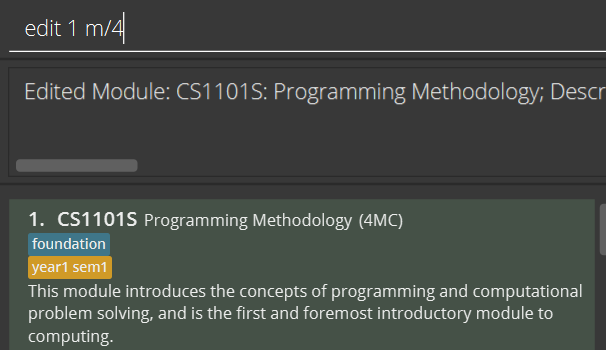 edit 1 m/4
Edited Module: CS1101S: Programming Methodology; Descr
1. CS1101S Programming Methodology (4MC)
foundation
year1 sem1
This module introduces the concepts of programming and computational
problem solving, and is the first and foremost introductory module to
computing.